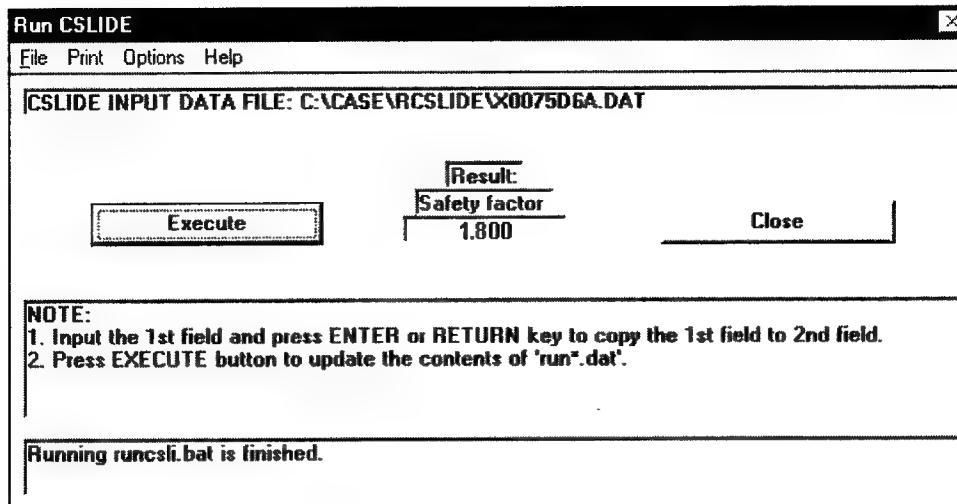 Run CSLIDE
File Print Options Help
CSLIDE INPUT DATA FILE: C:\CASE\RCSLIDE\X0075D6A.DAT
Result:
Safety factor
Execute
1.800
Close
NOTE:
1. Input the 1st field and press ENTER or RETURN key to copy the 1st field to 2nd field.
2. Press EXECUTE button to update the contents of 'run*.dat'.
Running runcsli.bat is finished.